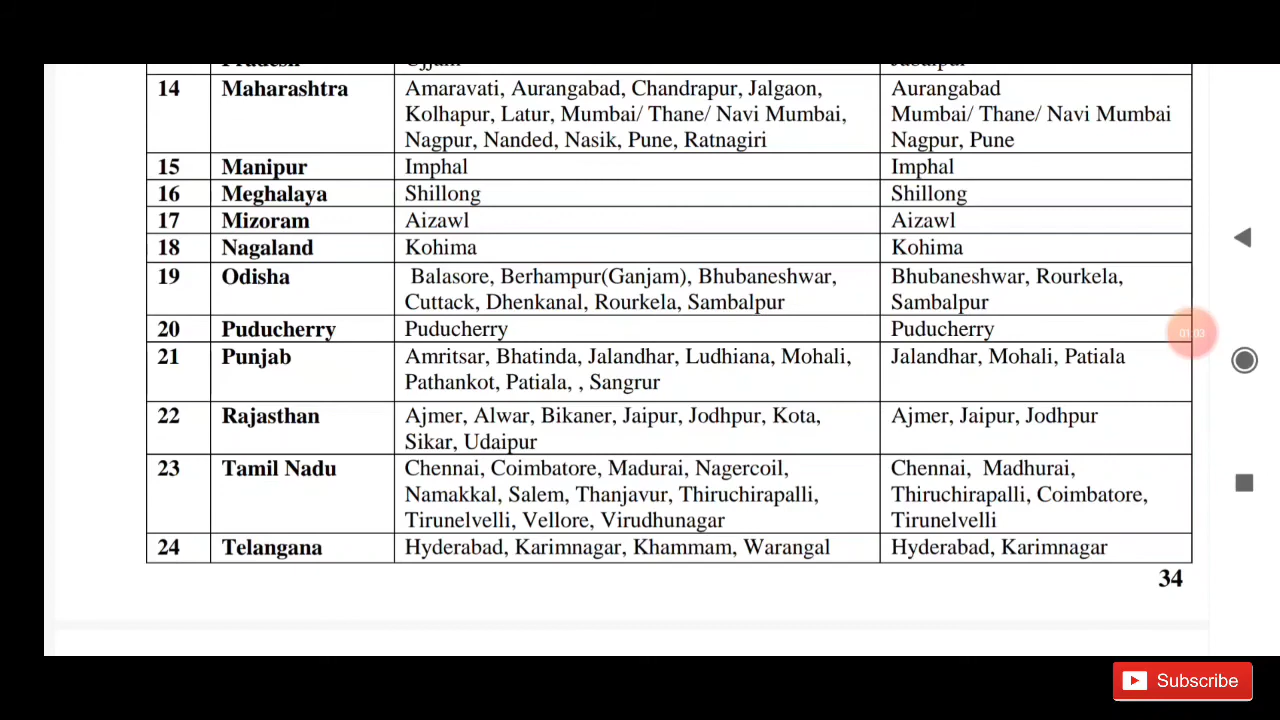 Pradesh Ujjain Jabalpur
14 Maharashtra Amaravati, Aurangabad, Chandrapur, Jalgaon, Aurangabad
Kolhapur, Latur, Mumbai/ Thane/ Navi Mumbai, Mumbai/ Thane/ Navi Mumbai
Nagpur, Nanded, Nasik, Pune, Ratnagiri Nagpur, Pune
15 Manipur Imphal Imphal
16 Meghalaya Shillong Shillong
17 Mizoram Aizawl Aizawl
18 Nagaland Kohima Kohima
19 Odisha Balasore, Berhampur(Ganjam), Bhubaneshwar, Bhubaneshwar, Rourkela,
Cuttack, Dhenkanal, Rourkela, Sambalpur Sambalpur
20 Puducherry Puducherry Puducherry
01:03
21 Punjab Amritsar, Bhatinda, Jalandhar, Ludhiana, Mohali, Jalandhar, Mohali, Patiala
Pathankot, Patiala, , Sangrur
22 Rajasthan Ajmer, Alwar, Bikaner, Jaipur, Jodhpur, Kota, Ajmer, Jaipur, Jodhpur
Sikar, Udaipur
23 Tamil Nadu Chennai, Coimbatore, Madurai, Nagercoil, Chennai, Madhurai,
Namakkal, Salem, Thanjavur, Thiruchirapalli, Thiruchirapalli, Coimbatore,
Tirunelvelli, Vellore, Virudhunagar Tirunelvelli
24 Telangana Hyderabad, Karimnagar, Khammam, Warangal Hyderabad, Karimnagar
34
Subscribe